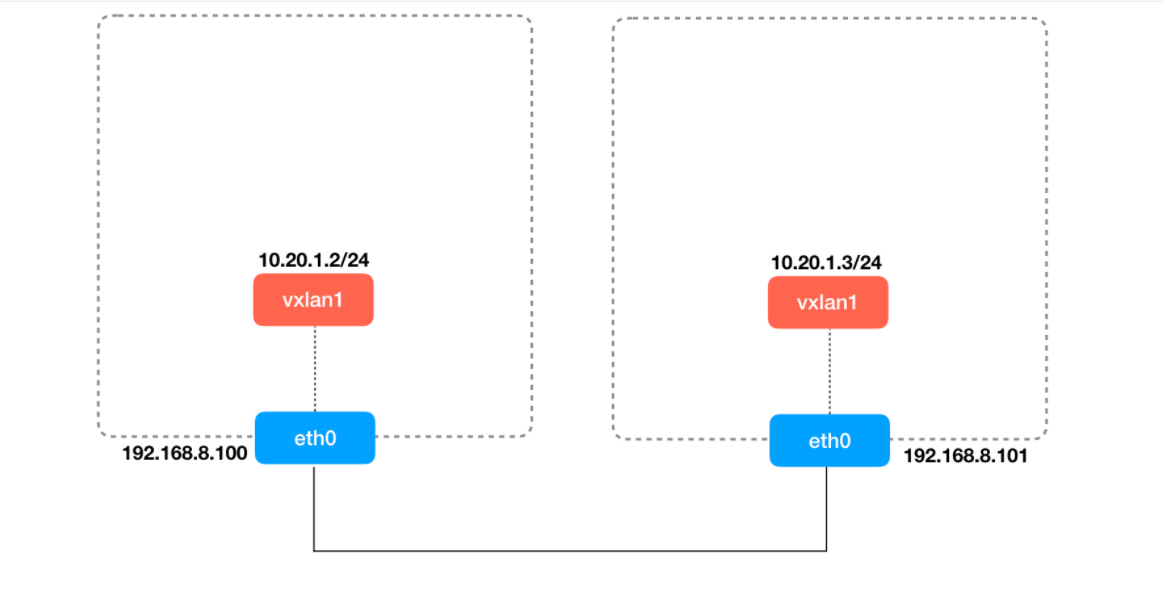 10.20.1.2/24
vxlan1
eth0
192.168.8.100
10.20.1.3/24
vxlan1
eth0
192.168.8.101